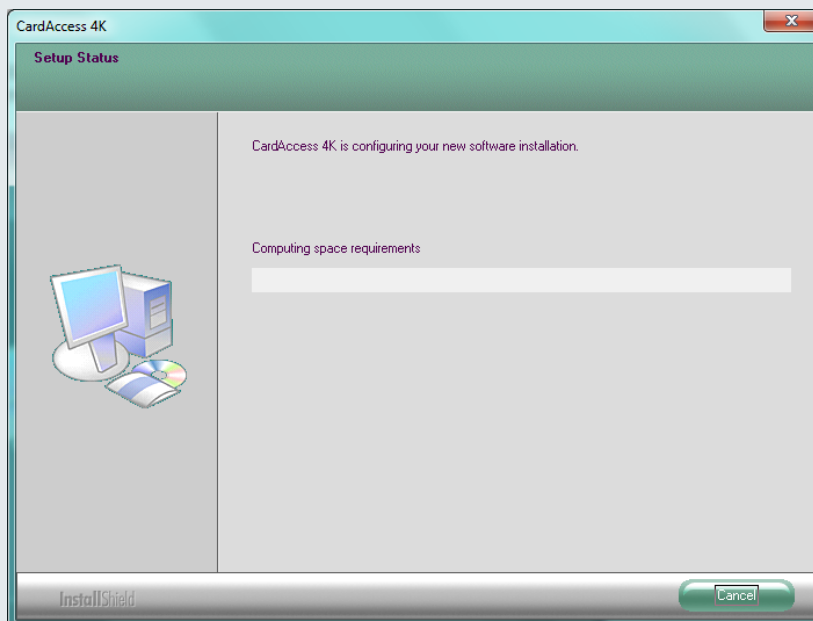 CardAccess 4K
Setup Status
CardAccess 4K is configuring your new software installation.
Computing space requirements
InstallShield
Cancel